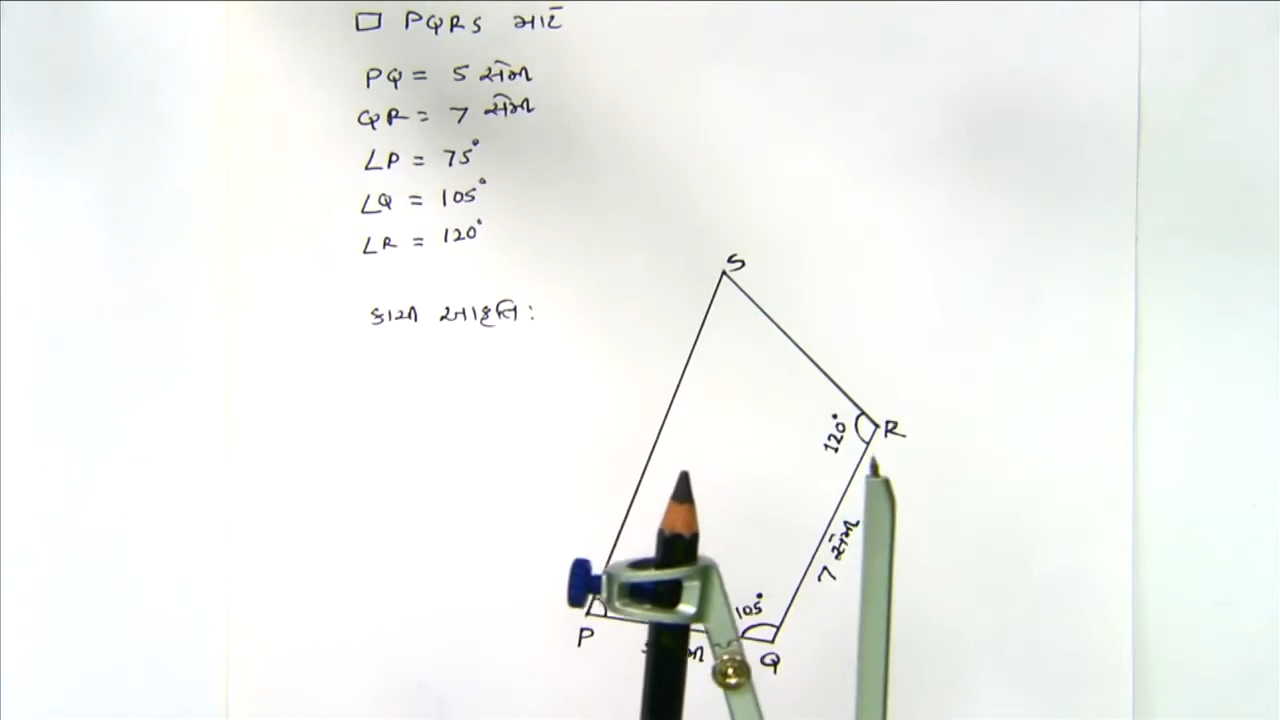 □ PQRS માટે
PQ = 5 સેમી
QR = 7 સેમી
∠P = 75°
∠Q = 105°
∠R = 120°
કાચી આકૃતિ :
S
120°
R
7 સેમી
105°
P
Q